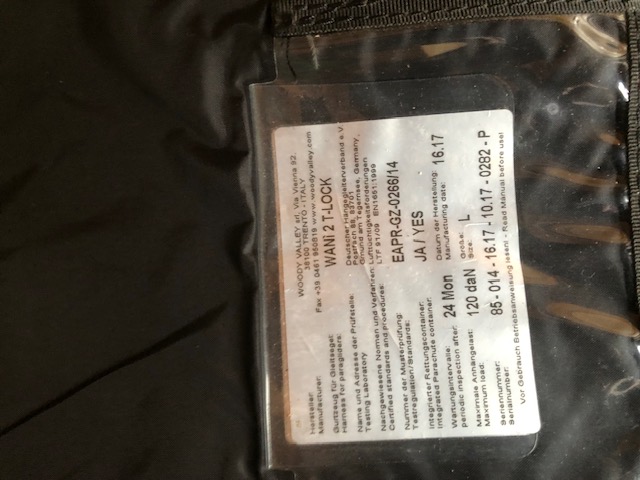 Hersteller: WOODY VALLEY srl, Via Vienna 92,
Manufacturer: 38100 TRENTO - ITALY
Fax +39 0461 950819 www.woodyvalley.com
Gurtzeug für Gleitsegel:
Harness for paragliders: WANI 2 T-LOCK
Name und Adresse der Prüfstelle: Deutscher Hängegleiterverband e.V.
Testing Laboratory Postfach 88, 83701
Gmund am Tegernsee, Germany
Nachgewiesene Normen und Verfahren: Lufttüchtigkeitsforderungen
Certified standards and procedures: LTF 91/09 EN1651:1999
Nummer der Musterprüfung: EAPR-GZ-0266/14
Testregulation/Standards:
Integrierter Rettungscontainer: JA / YES
Integrated Parachute container:
Wartungsintervalle: 24 Mon Datum der Herstellung: 16.17
periodic inspection after: Manufacturing date:
Maximale Anhängelast: 120 daN Größe: L
Maximum load: Size:
Seriennummer: 85-014-16.17-10.17-0282-P
Serialnumber:
Vor Gebrauch Betriebsanweisung lesen! - Read Manual before use!